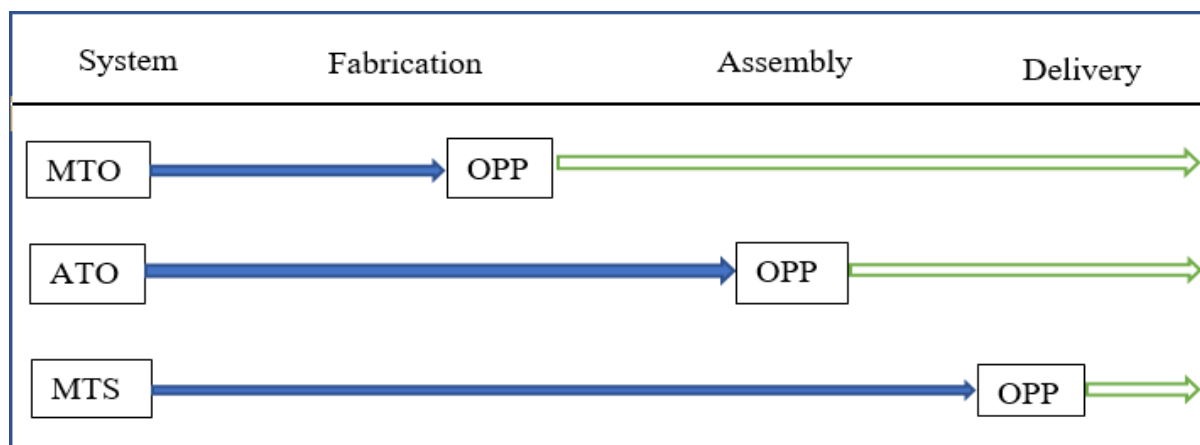 System Fabrication Assembly Delivery
MTO OPP
ATO OPP
MTS OPP